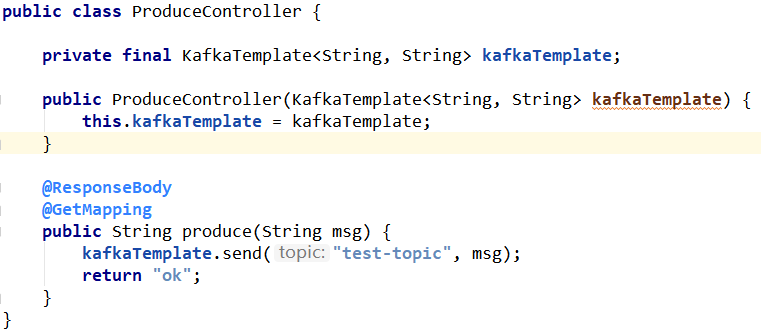 public class ProduceController {
private final KafkaTemplate<String, String> kafkaTemplate;
public ProduceController(KafkaTemplate<String, String> kafkaTemplate) {
this.kafkaTemplate = kafkaTemplate;
}
@ResponseBody
@GetMapping
public String produce(String msg) {
kafkaTemplate.send( topic: "test-topic", msg);
return "ok";
}
}